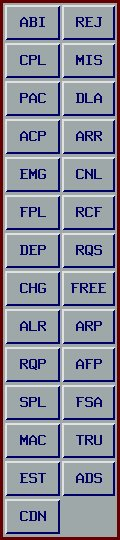 ABI REJ
CPL MIS
PAC DLA
ACP ARR
EMG CNL
FPL RCF
DEP RQS
CHG FREE
ALR ARP
RQP AFP
SPL FSA
MAC TRU
EST ADS
CDN